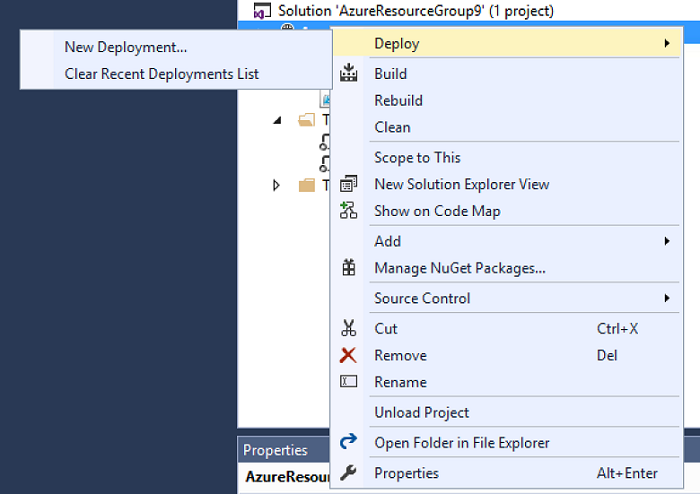 Solution 'AzureResourceGroup9' (1 project)
New Deployment...
Clear Recent Deployments List
Deploy
Build
Rebuild
Clean
T
Scope to This
New Solution Explorer View
T
Show on Code Map
Add
Manage NuGet Packages...
Source Control
Cut Ctrl+X
Remove Del
Rename
Unload Project
Open Folder in File Explorer
Properties
Properties Alt+Enter
AzureResou